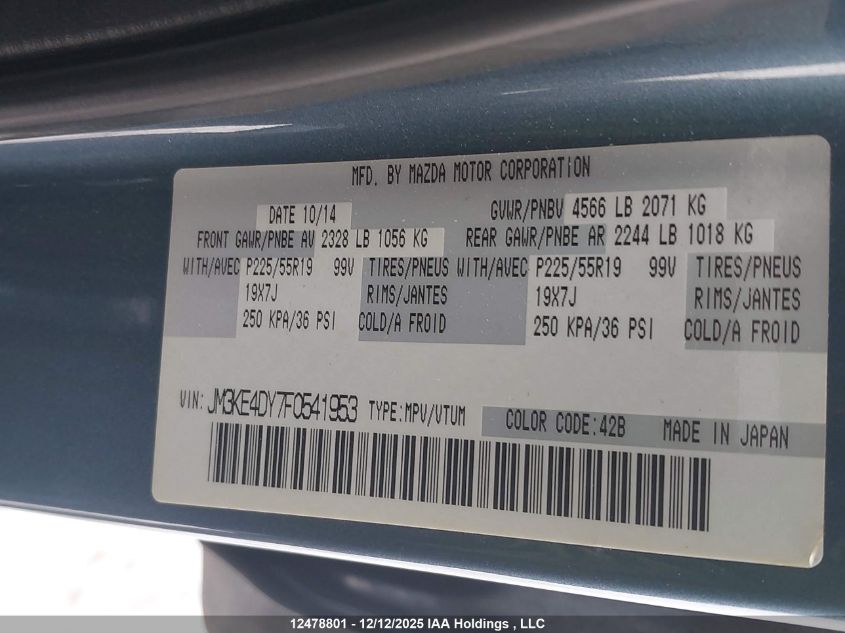 MFD. BY MAZDA MOTOR CORPORATION
DATE 10/14 GVWR/PNBV 4566 LB 2071 KG
FRONT GAWR/PNBE AV 2328 LB 1056 KG REAR GAWR/PNBE AR 2244 LB 1018 KG
WITH/AVEC P225/55R19 99V TIRES/PNEUS WITH/AVEC P225/55R19 99V TIRES/PNEUS
19X7J RIMS/JANTES 19X7J RIMS/JANTES
250 KPA/36 PSI COLD/A FROID 250 KPA/36 PSI COLD/A FROID
VIN: JM3KE4DY7F0541953 TYPE:MPV/VTUM COLOR CODE:42B MADE IN JAPAN
12478801 - 12/12/2025 IAA Holdings , LLC